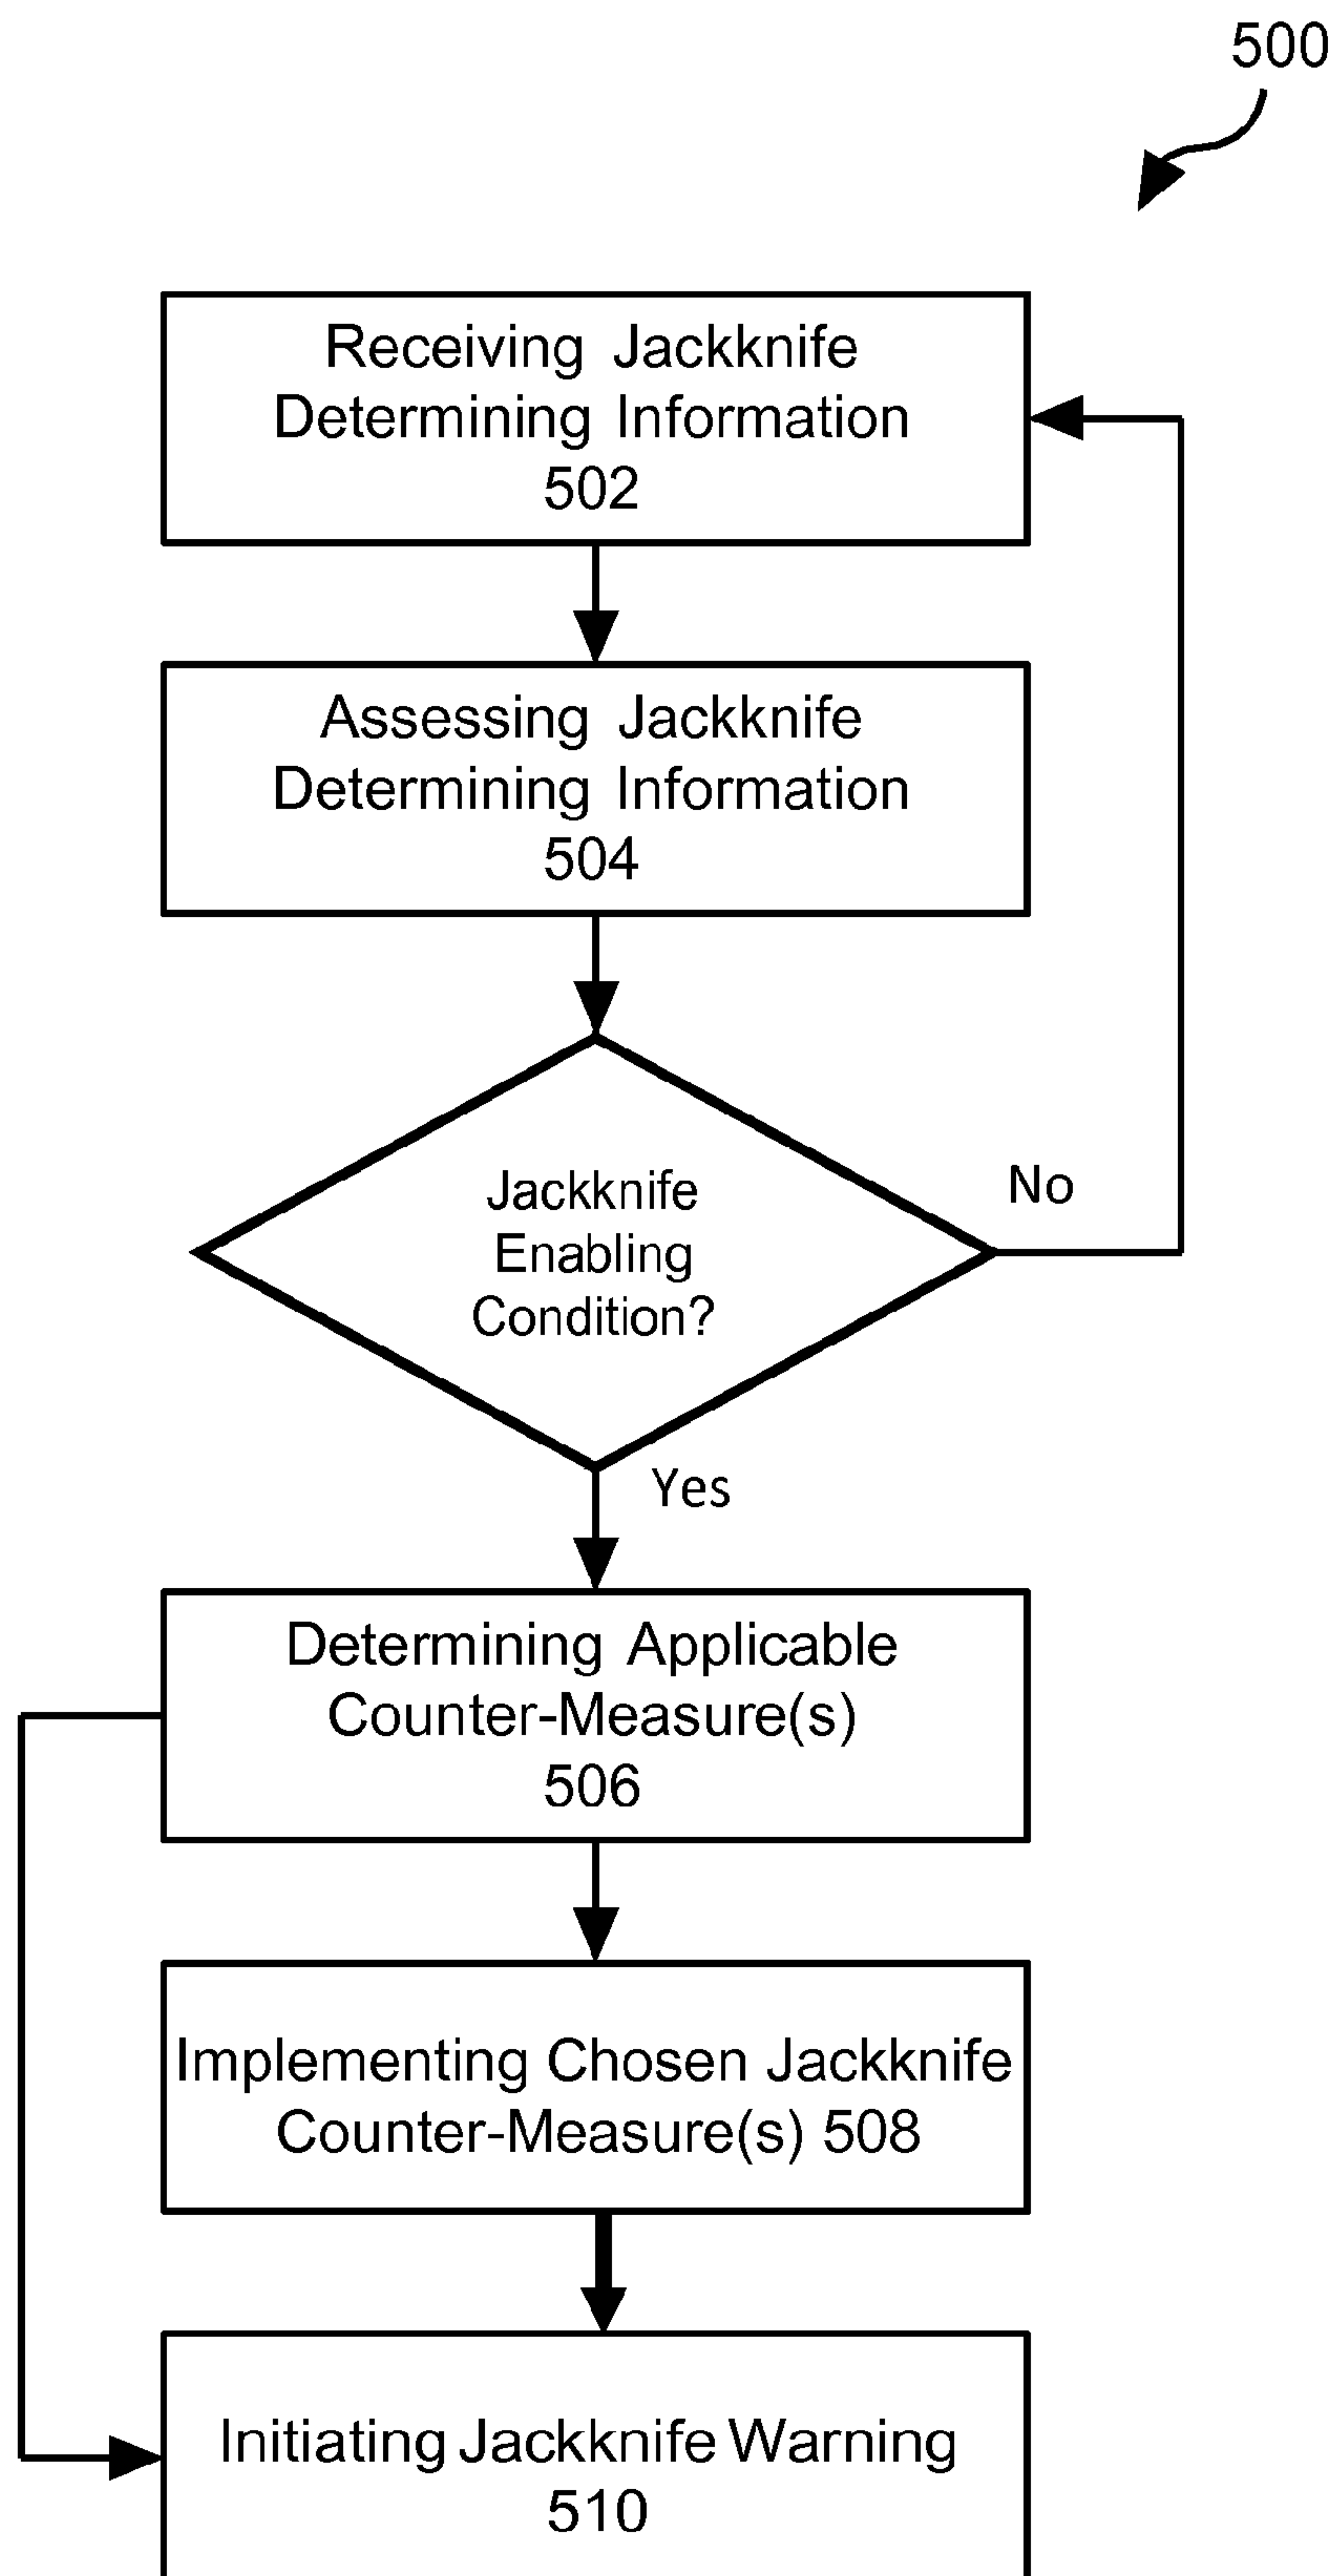 500
Receiving Jackknife
Determining Information
502
Assessing Jackknife
Determining Information
504
Jackknife
Enabling
Condition?
No
Yes
Determining Applicable
Counter-Measure(s)
506
Implementing Chosen Jackknife
Counter-Measure(s) 508
Initiating Jackknife Warning
510